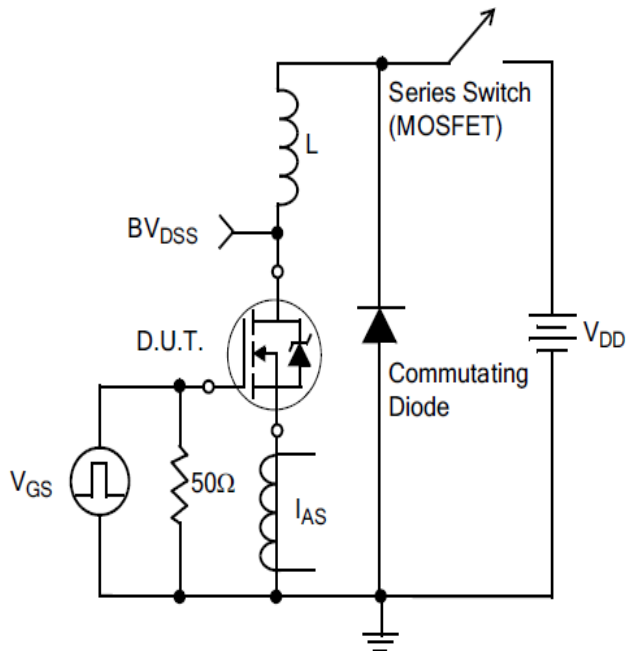 Series Switch
(MOSFET)
L
BVDSS
D.U.T.
VDD
Commutating
Diode
VGS
50Ω
IAS